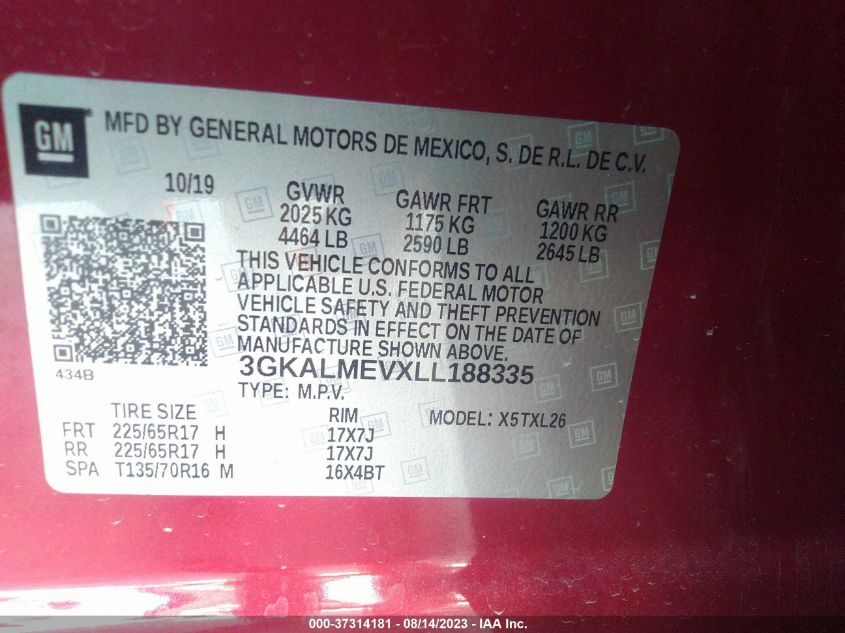 GM
MFD BY GENERAL MOTORS DE MEXICO, S. DE R.L. DE C.V.
10/19 GVWR GAWR FRT GAWR RR
2025 KG 1175 KG 1200 KG
4464 LB 2590 LB 2645 LB
THIS VEHICLE CONFORMS TO ALL
APPLICABLE U.S. FEDERAL MOTOR
VEHICLE SAFETY AND THEFT PREVENTION
STANDARDS IN EFFECT ON THE DATE OF
MANUFACTURE SHOWN ABOVE.
434B 3GKALMEVXLL188335
TYPE: M.P.V.
TIRE SIZE RIM MODEL: X5TXL26
FRT 225/65R17 H 17X7J
RR 225/65R17 H 17X7J
SPA T135/70R16 M 16X4BT
000-37314181 - 08/14/2023 - IAA Inc.